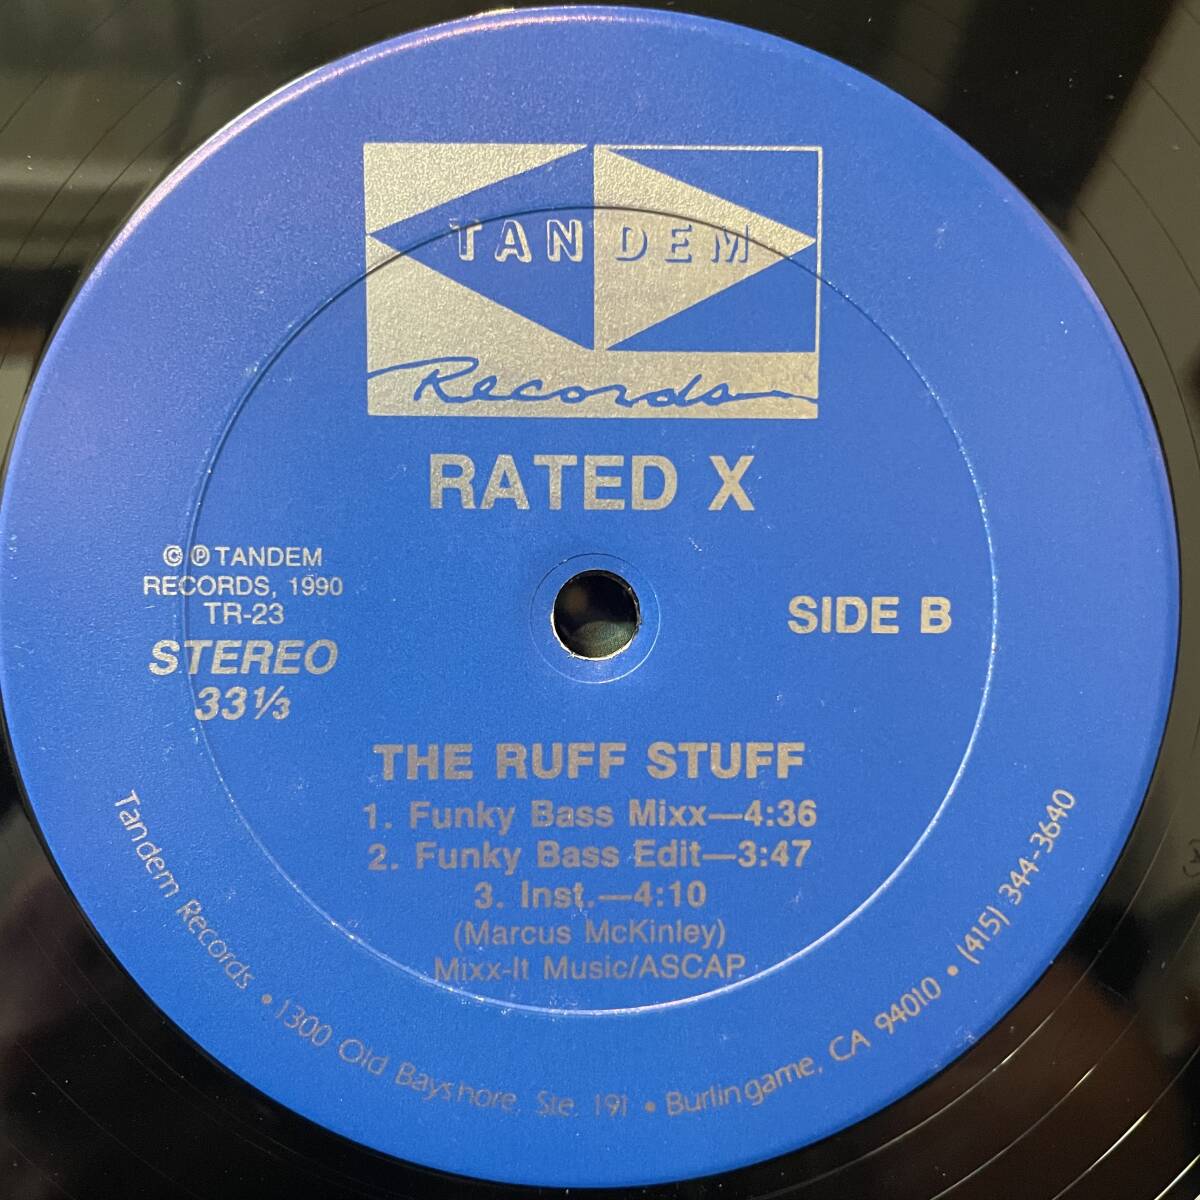 TANDEM
Records
RATED X
© ℗ TANDEM
RECORDS, 1990
TR-23
STEREO
33⅓
SIDE B
THE RUFF STUFF
1. Funky Bass Mixx—4:36
2. Funky Bass Edit—3:47
3. Inst.—4:10
(Marcus McKinley)
Mixx-It Music/ASCAP
Tandem Records • 1300 Old Bayshore, Ste. 191 • Burlingame, CA 94010 • (415) 344-3640